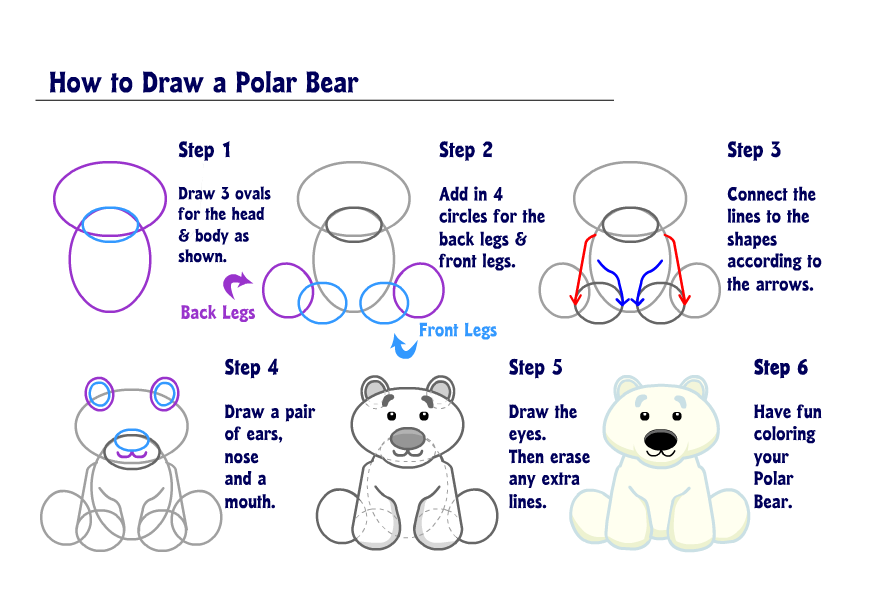 How to Draw a Polar Bear
Step 1
Draw 3 ovals
for the head
& body as
shown.
Back Legs
Step 2
Add in 4
circles for the
back legs &
front legs.
Front Legs
Step 3
Connect the
lines to the
shapes
according to
the arrows.
Step 4
Draw a pair
of ears,
nose
and a
mouth.
Step 5
Draw the
eyes.
Then erase
any extra
lines.
Step 6
Have fun
coloring
your
Polar
Bear.